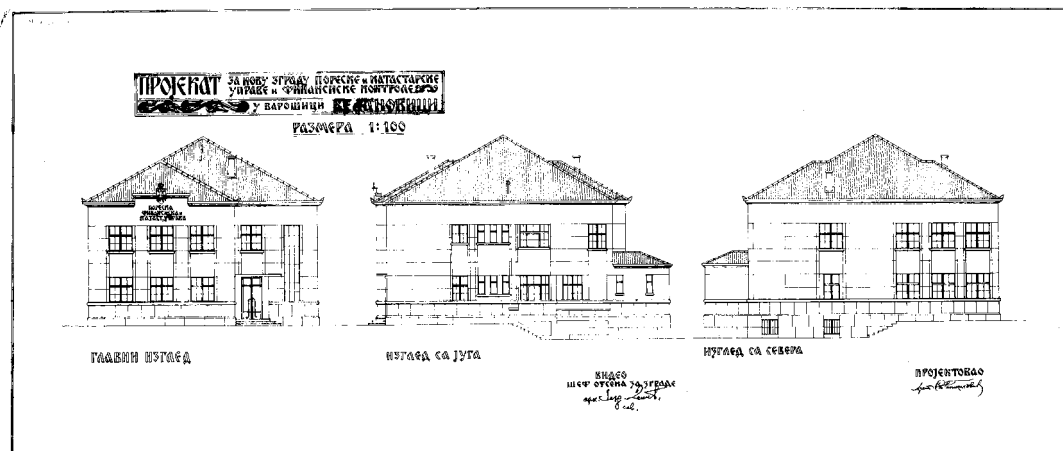 ПРОЈЕКАТ
ЗА НОВУ ЗГРАДУ ПОРЕСКЕ И КАТАСТАРСКЕ
УПРАВЕ И ФИНАНСИСКЕ КОНТРОЛЕ
У ВАРОШИЦИ
РАЗМЕРА 1:100
ПОРЕСКА
ГЛАВНИ ИЗГЛЕД
ИЗГЛЕД СА ЈУГА
ИЗГЛЕД СА СЕВЕРА
ВИДЕО
ШЕФ ОТСЕКА ЗА ЗГРАДЕ
ПРОЈЕКТОВАО